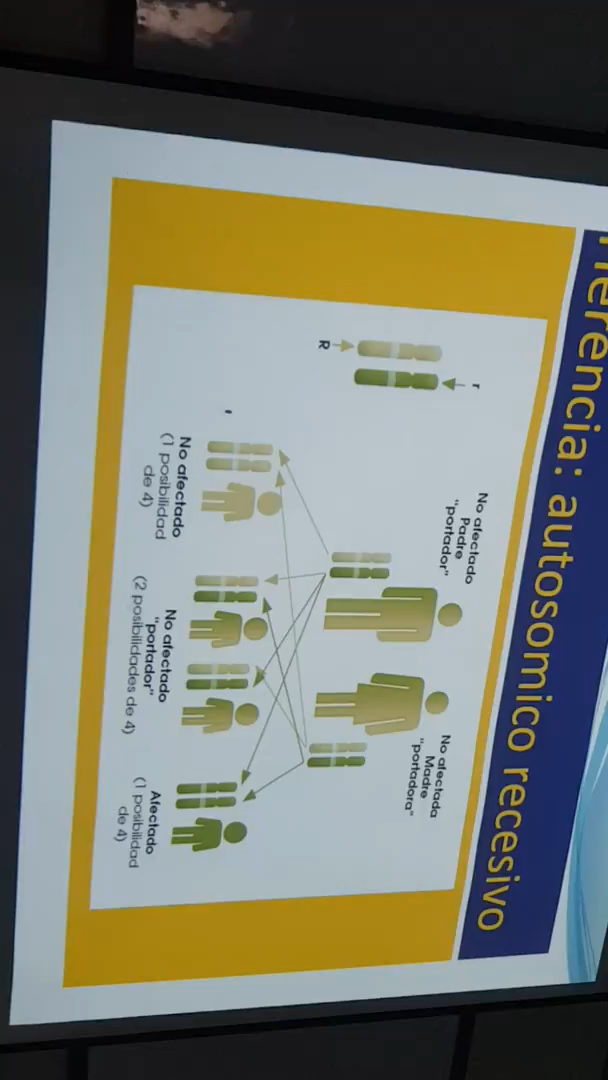 Herencia: autosomico recesivo
r
R
No afectado
Padre
"portador"
No afectada
Madre
"portadora"
No afectado
(1 posibilidad
de 4)
No afectado
"portador"
(2 posibilidades de 4)
Afectado
(1 posibilidad
de 4)